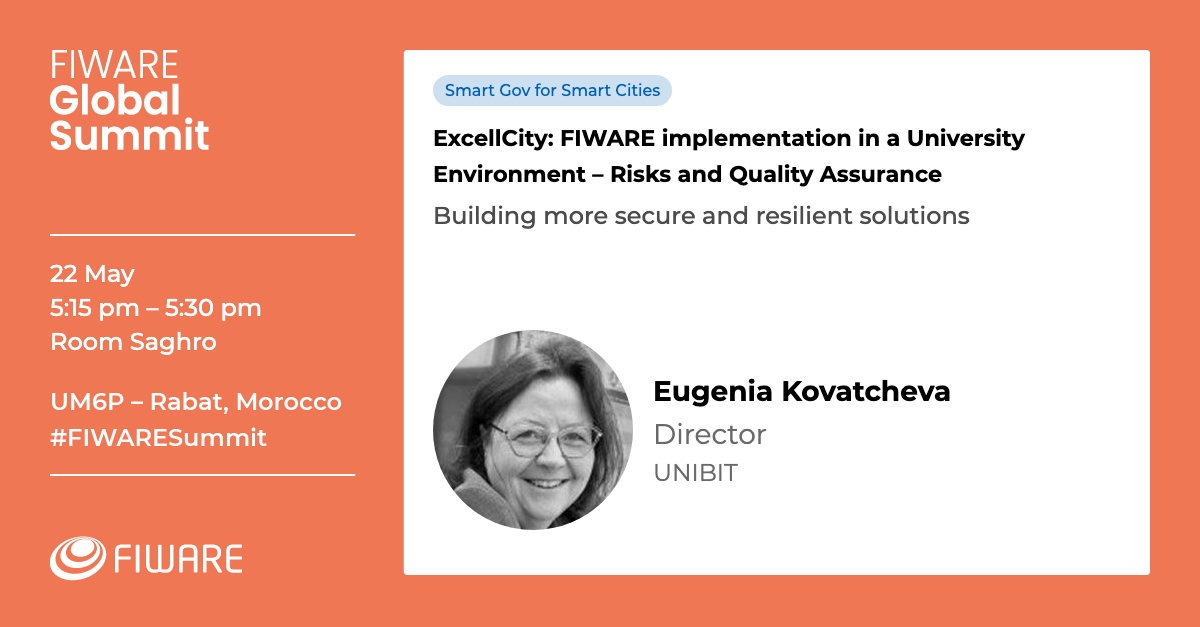 FIWARE
Global
Summit
22 May
5:15 pm – 5:30 pm
Room Saghro
UM6P – Rabat, Morocco
#FIWARESummit
FIWARE
Smart Gov for Smart Cities
ExcellCity: FIWARE implementation in a University
Environment – Risks and Quality Assurance
Building more secure and resilient solutions
Eugenia Kovatcheva
Director
UNIBIT